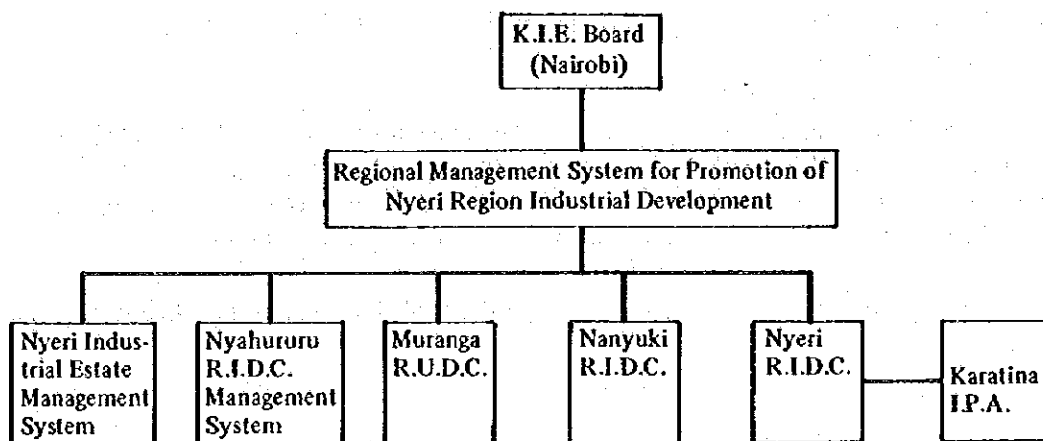 K.I.E. Board
(Nairobi)
Regional Management System for Promotion of
Nyeri Region Industrial Development
Nyeri Indus-
trial Estate
Management
System
Nyahururu
R.I.D.C.
Management
System
Muranga
R.U.D.C.
Nanyuki
R.I.D.C.
Nyeri
R.I.D.C.
Karatina
I.P.A.